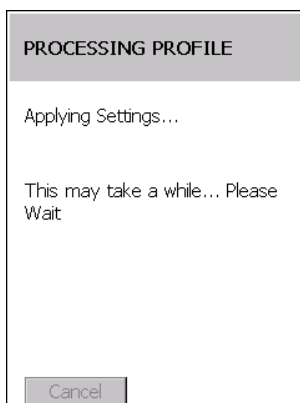 PROCESSING PROFILE
Applying Settings...
This may take a while... Please
Wait
Cancel